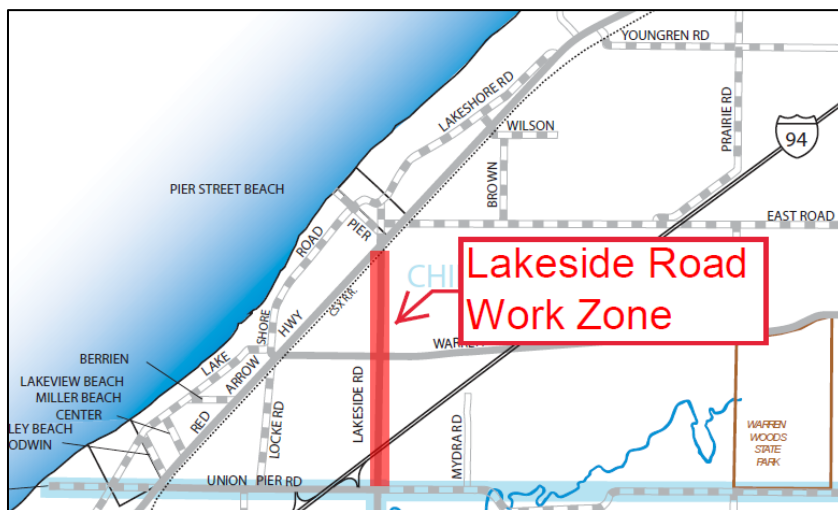 YOUNGREN RD
LAKESHORE RD
WILSON
PRAIRIE RD
94
PIER STREET BEACH
BROWN
PIER
EAST ROAD
ROAD
Lakeside Road
Work Zone
CHI
CSX R.R.
HWY
SHORE
WARREN
BERRIEN
LAKE
LAKEVIEW BEACH
MILLER BEACH
CENTER
ARROW
LEY BEACH
ODWIN
RED
LOCKE RD
LAKESIDE RD
MYDRA RD
WARREN
WOODS
STATE
PARK
UNION PIER RD